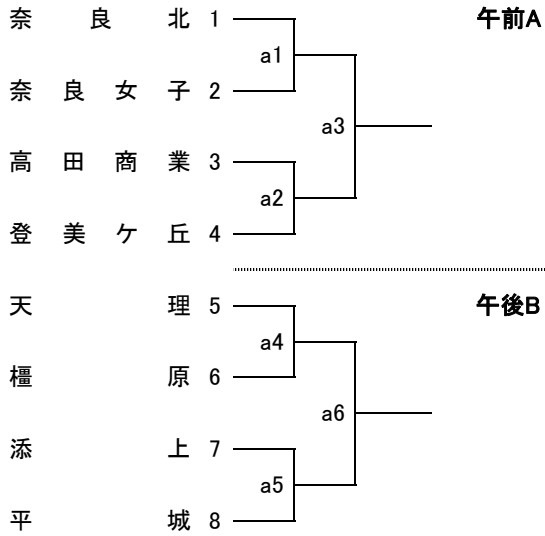 奈良北 1 午前A
a1
奈良女子 2
a3
高田商業 3
a2
登美ケ丘 4
天理 5 午後B
a4
橿原 6
a6
添上 7
a5
平城 8